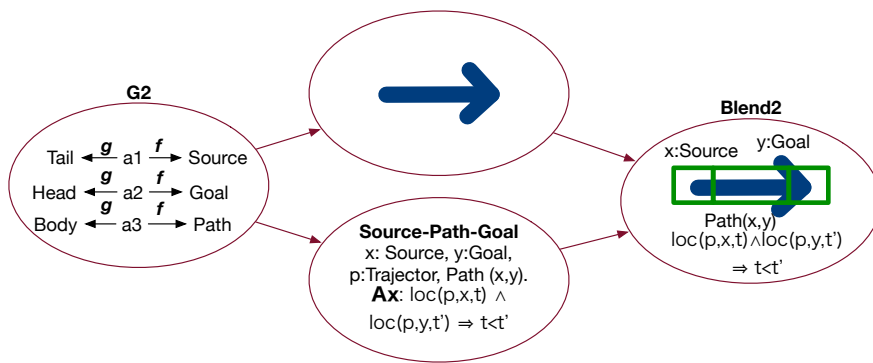 G2
g f
Tail a1 Source
g f
Head a2 Goal
g f
Body a3 Path
Source-Path-Goal
x: Source, y:Goal,
p:Trajector, Path (x,y).
Ax: loc(p,x,t) ∧
loc(p,y,t') ⇒ t<t'
Blend2
y:Goal
x:Source
Path(x,y)
loc(p,x,t)∧loc(p,y,t')
⇒ t<t'